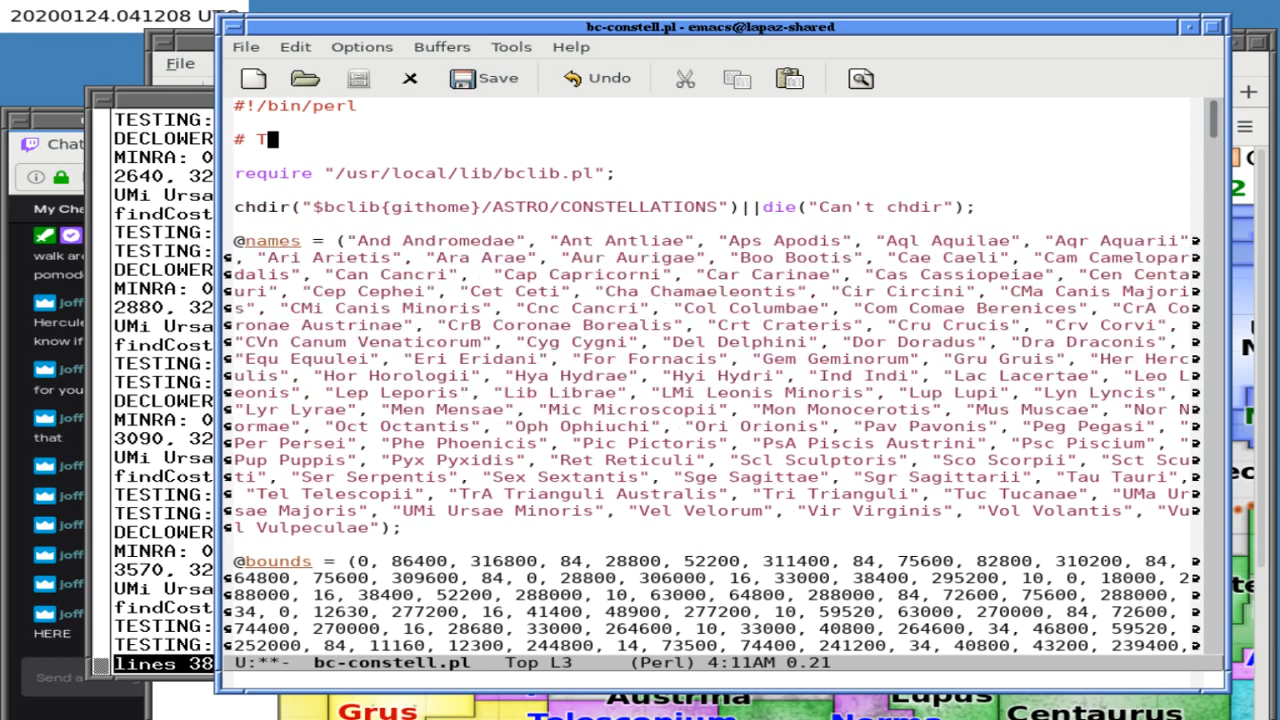 20200124.041208 UTC
bc-constell.pl - emacs@lapaz-shared
File Edit Options Buffers Tools Help
Save Undo
#!/bin/perl
# T
require "/usr/local/lib/bclib.pl";
chdir("$bclib{githome}/ASTRO/CONSTELLATIONS")||die("Can't chdir");
@names = ("And Andromedae", "Ant Antliae", "Aps Apodis", "Aql Aquilae", "Aqr Aquarii"
, "Ari Arietis", "Ara Arae", "Aur Aurigae", "Boo Bootis", "Cae Caeli", "Cam Camelopar
dalis", "Can Cancri", "Cap Capricorni", "Car Carinae", "Cas Cassiopeiae", "Cen Centa
uri", "Cep Cephei", "Cet Ceti", "Cha Chamaeleontis", "Cir Circini", "CMa Canis Majori
s", "CMi Canis Minoris", "Cnc Cancri", "Col Columbae", "Com Comae Berenices", "CrA Co
ronae Austrinae", "CrB Coronae Borealis", "Crt Crateris", "Cru Crucis", "Crv Corvi",
"CVn Canum Venaticorum", "Cyg Cygni", "Del Delphini", "Dor Doradus", "Dra Draconis",
"Equ Equulei", "Eri Eridani", "For Fornacis", "Gem Geminorum", "Gru Gruis", "Her Herc
ulis", "Hor Horologii", "Hya Hydrae", "Hyi Hydri", "Ind Indi", "Lac Lacertae", "Leo L
eonis", "Lep Leporis", "Lib Librae", "LMi Leonis Minoris", "Lup Lupi", "Lyn Lyncis",
"Lyr Lyrae", "Men Mensae", "Mic Microscopii", "Mon Monocerotis", "Mus Muscae", "Nor N
ormae", "Oct Octantis", "Oph Ophiuchi", "Ori Orionis", "Pav Pavonis", "Peg Pegasi", "
Per Persei", "Phe Phoenicis", "Pic Pictoris", "PsA Piscis Austrini", "Psc Piscium", "
Pup Puppis", "Pyx Pyxidis", "Ret Reticuli", "Scl Sculptoris", "Sco Scorpii", "Sct Scu
ti", "Ser Serpentis", "Sex Sextantis", "Sge Sagittae", "Sgr Sagittarii", "Tau Tauri",
"Tel Telescopii", "TrA Trianguli Australis", "Tri Trianguli", "Tuc Tucanae", "UMa Ur
sae Majoris", "UMi Ursae Minoris", "Vel Velorum", "Vir Virginis", "Vol Volantis", "Vu
l Vulpeculae");
@bounds = (0, 86400, 316800, 84, 28800, 52200, 311400, 84, 75600, 82800, 310200, 84,
64800, 75600, 309600, 84, 0, 28800, 306000, 16, 33000, 38400, 295200, 10, 0, 18000, 2
88000, 16, 38400, 52200, 288000, 10, 63000, 64800, 288000, 84, 72600, 75600, 288000,
34, 0, 12630, 277200, 16, 41400, 48900, 277200, 10, 59520, 63000, 270000, 84, 72600,
74400, 270000, 16, 28680, 33000, 264600, 10, 33000, 40800, 264600, 34, 46800, 59520,
252000, 84, 11160, 12300, 244800, 14, 73500, 74400, 241200, 34, 40800, 43200, 239400,
U:**- bc-constell.pl Top L3 (Perl) 4:11AM 0.21
File
TESTING:
DECLOWER
MINRA: 0
2640, 32
UMi Ursa
findCost
TESTING:
TESTING:
DECLOWER
MINRA: 0
2880, 32
UMi Ursa
findCost
TESTING:
TESTING:
DECLOWER
MINRA: 0
3090, 32
UMi Ursa
findCost
TESTING:
TESTING:
DECLOWER
MINRA: 0
3570, 32
UMi Ursa
findCost
TESTING:
TESTING:
lines 38
Chat
My Cha
walk are
pomod
Joff
Hercule
know if
Joff
for you
Joff
that
Joff
Joff
Joff
Joff
Joff
Joff
HERE
Send a
Grus
Austrina
Telescopium
Lupus
Norma
Centaurus